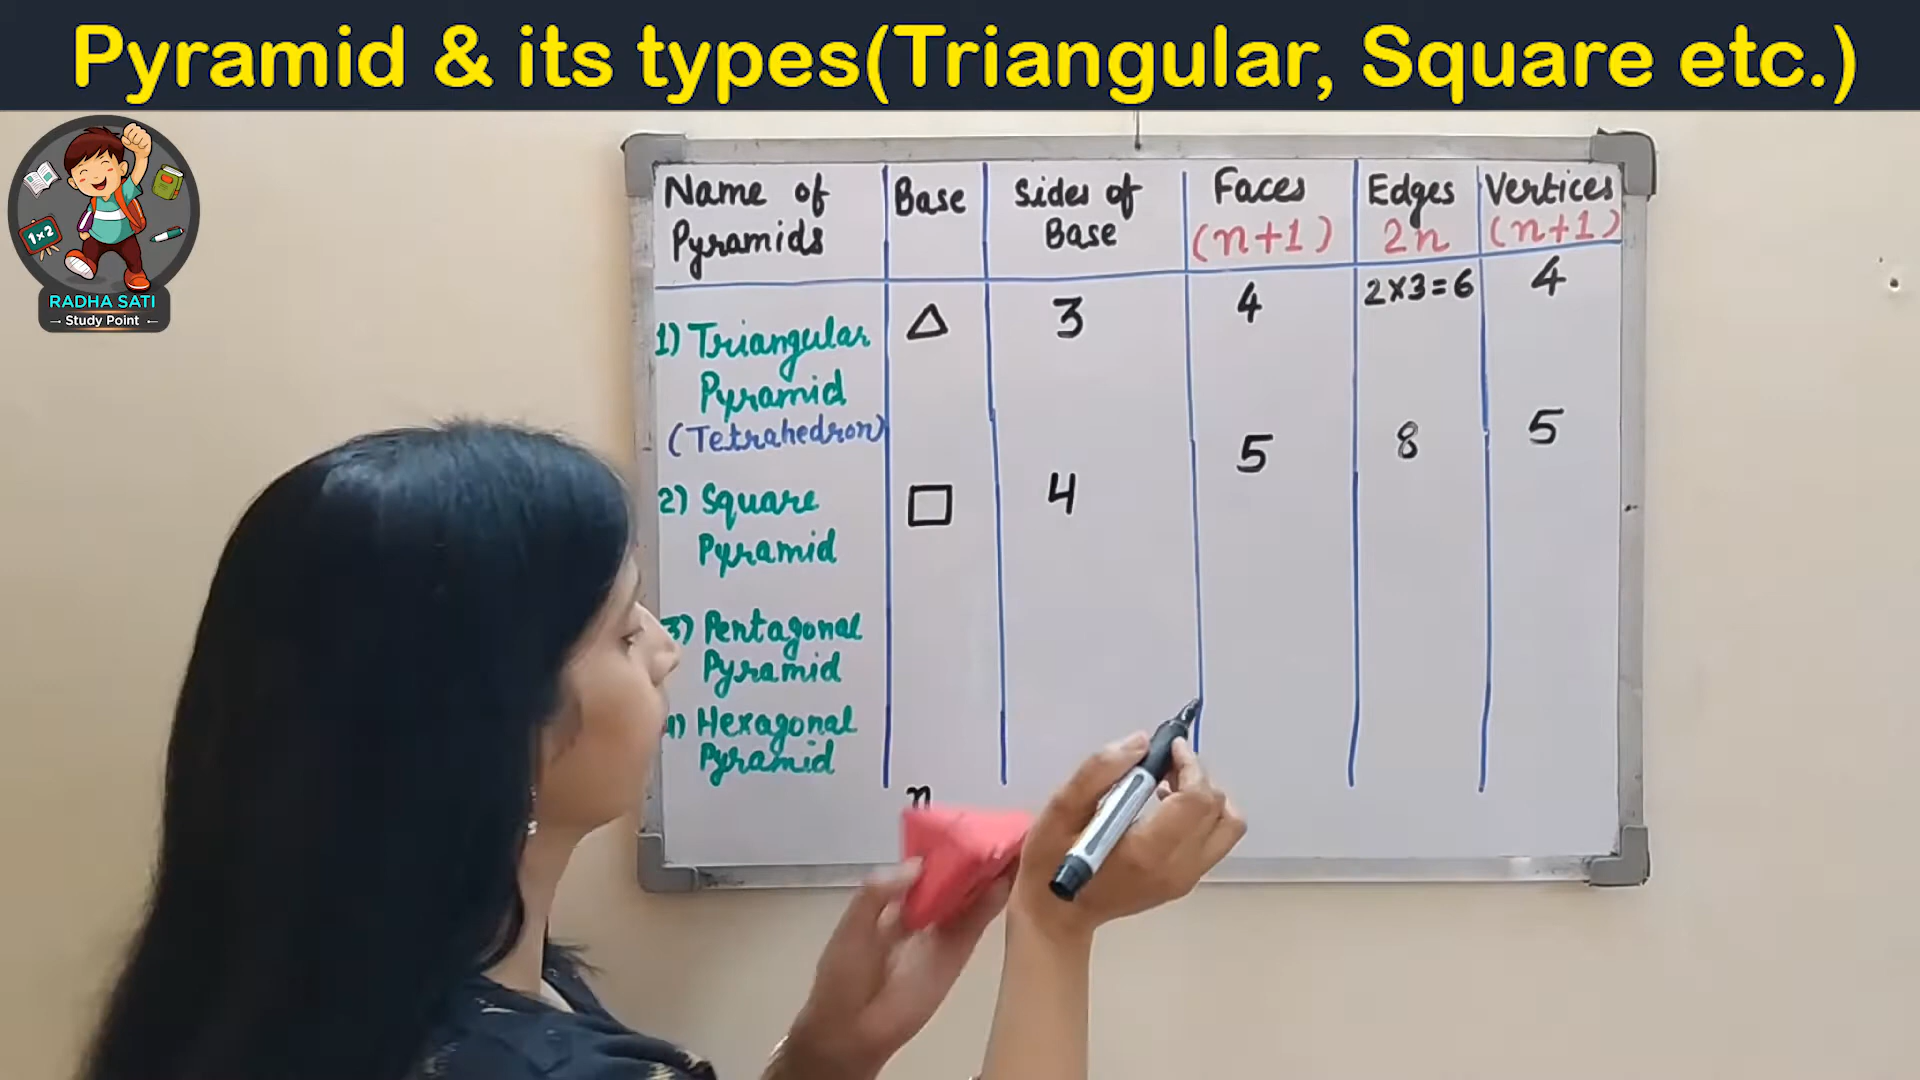 Pyramid & its types(Triangular, Square etc.)
RADHA SATI
Study Point
1x2
Name of Pyramids
Base
Sides of Base
Faces
(n+1)
Edges
2n
Vertices
(n+1)
1) Triangular
Pyramid
(Tetrahedron)
3
4
2x3=6
4
2) Square
Pyramid
4
5
8
5
3) Pentagonal
Pyramid
4) Hexagonal
Pyramid
n